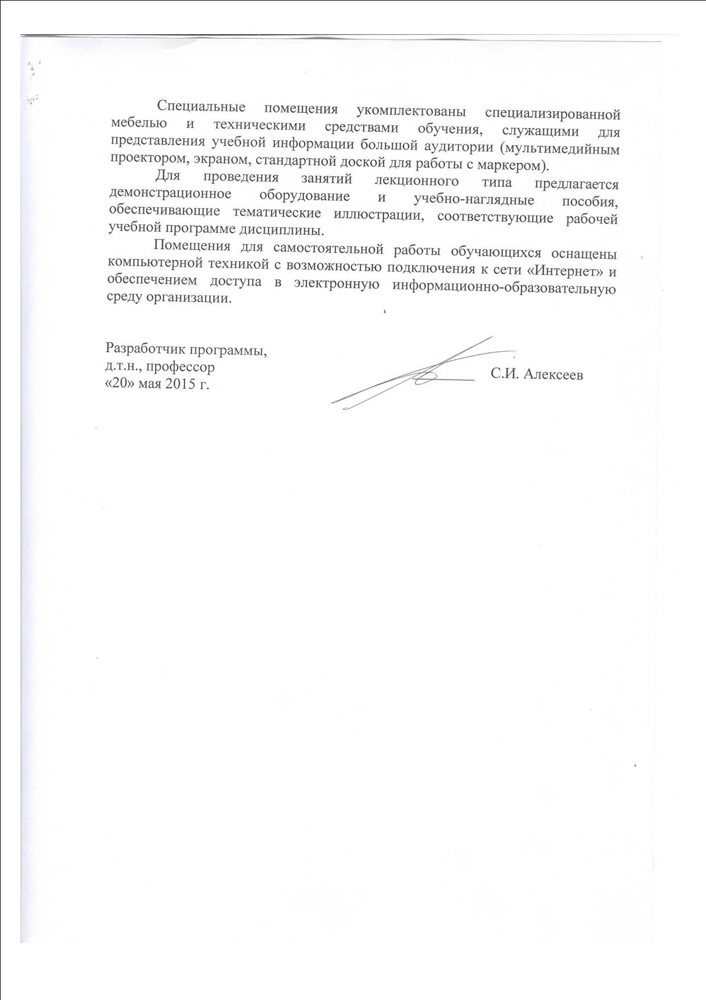 Специальные помещения укомплектованы специализированной
мебелью и техническими средствами обучения, служащими для
представления учебной информации большой аудитории (мультимедийным
проектором, экраном, стандартной доской для работы с маркером).
Для проведения занятий лекционного типа предлагается
демонстрационное оборудование и учебно-наглядные пособия,
обеспечивающие тематические иллюстрации, соответствующие рабочей
учебной программе дисциплины.
Помещения для самостоятельной работы обучающихся оснащены
компьютерной техникой с возможностью подключения к сети «Интернет» и
обеспечением доступа в электронную информационно-образовательную
среду организации.
Разработчик программы,
д.т.н., профессор
С.И. Алексеев
«20» мая 2015 г.